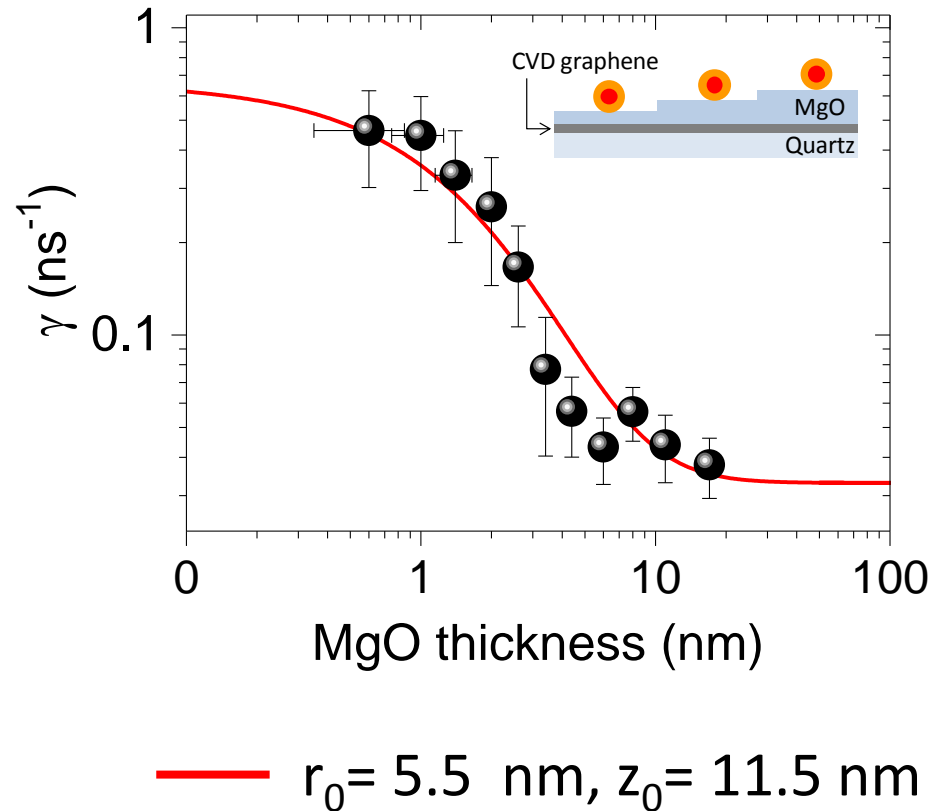 1
0.1
γ (ns⁻¹)
CVD graphene
MgO
Quartz
0 1 10 100
MgO thickness (nm)
r₀= 5.5 nm, z₀= 11.5 nm